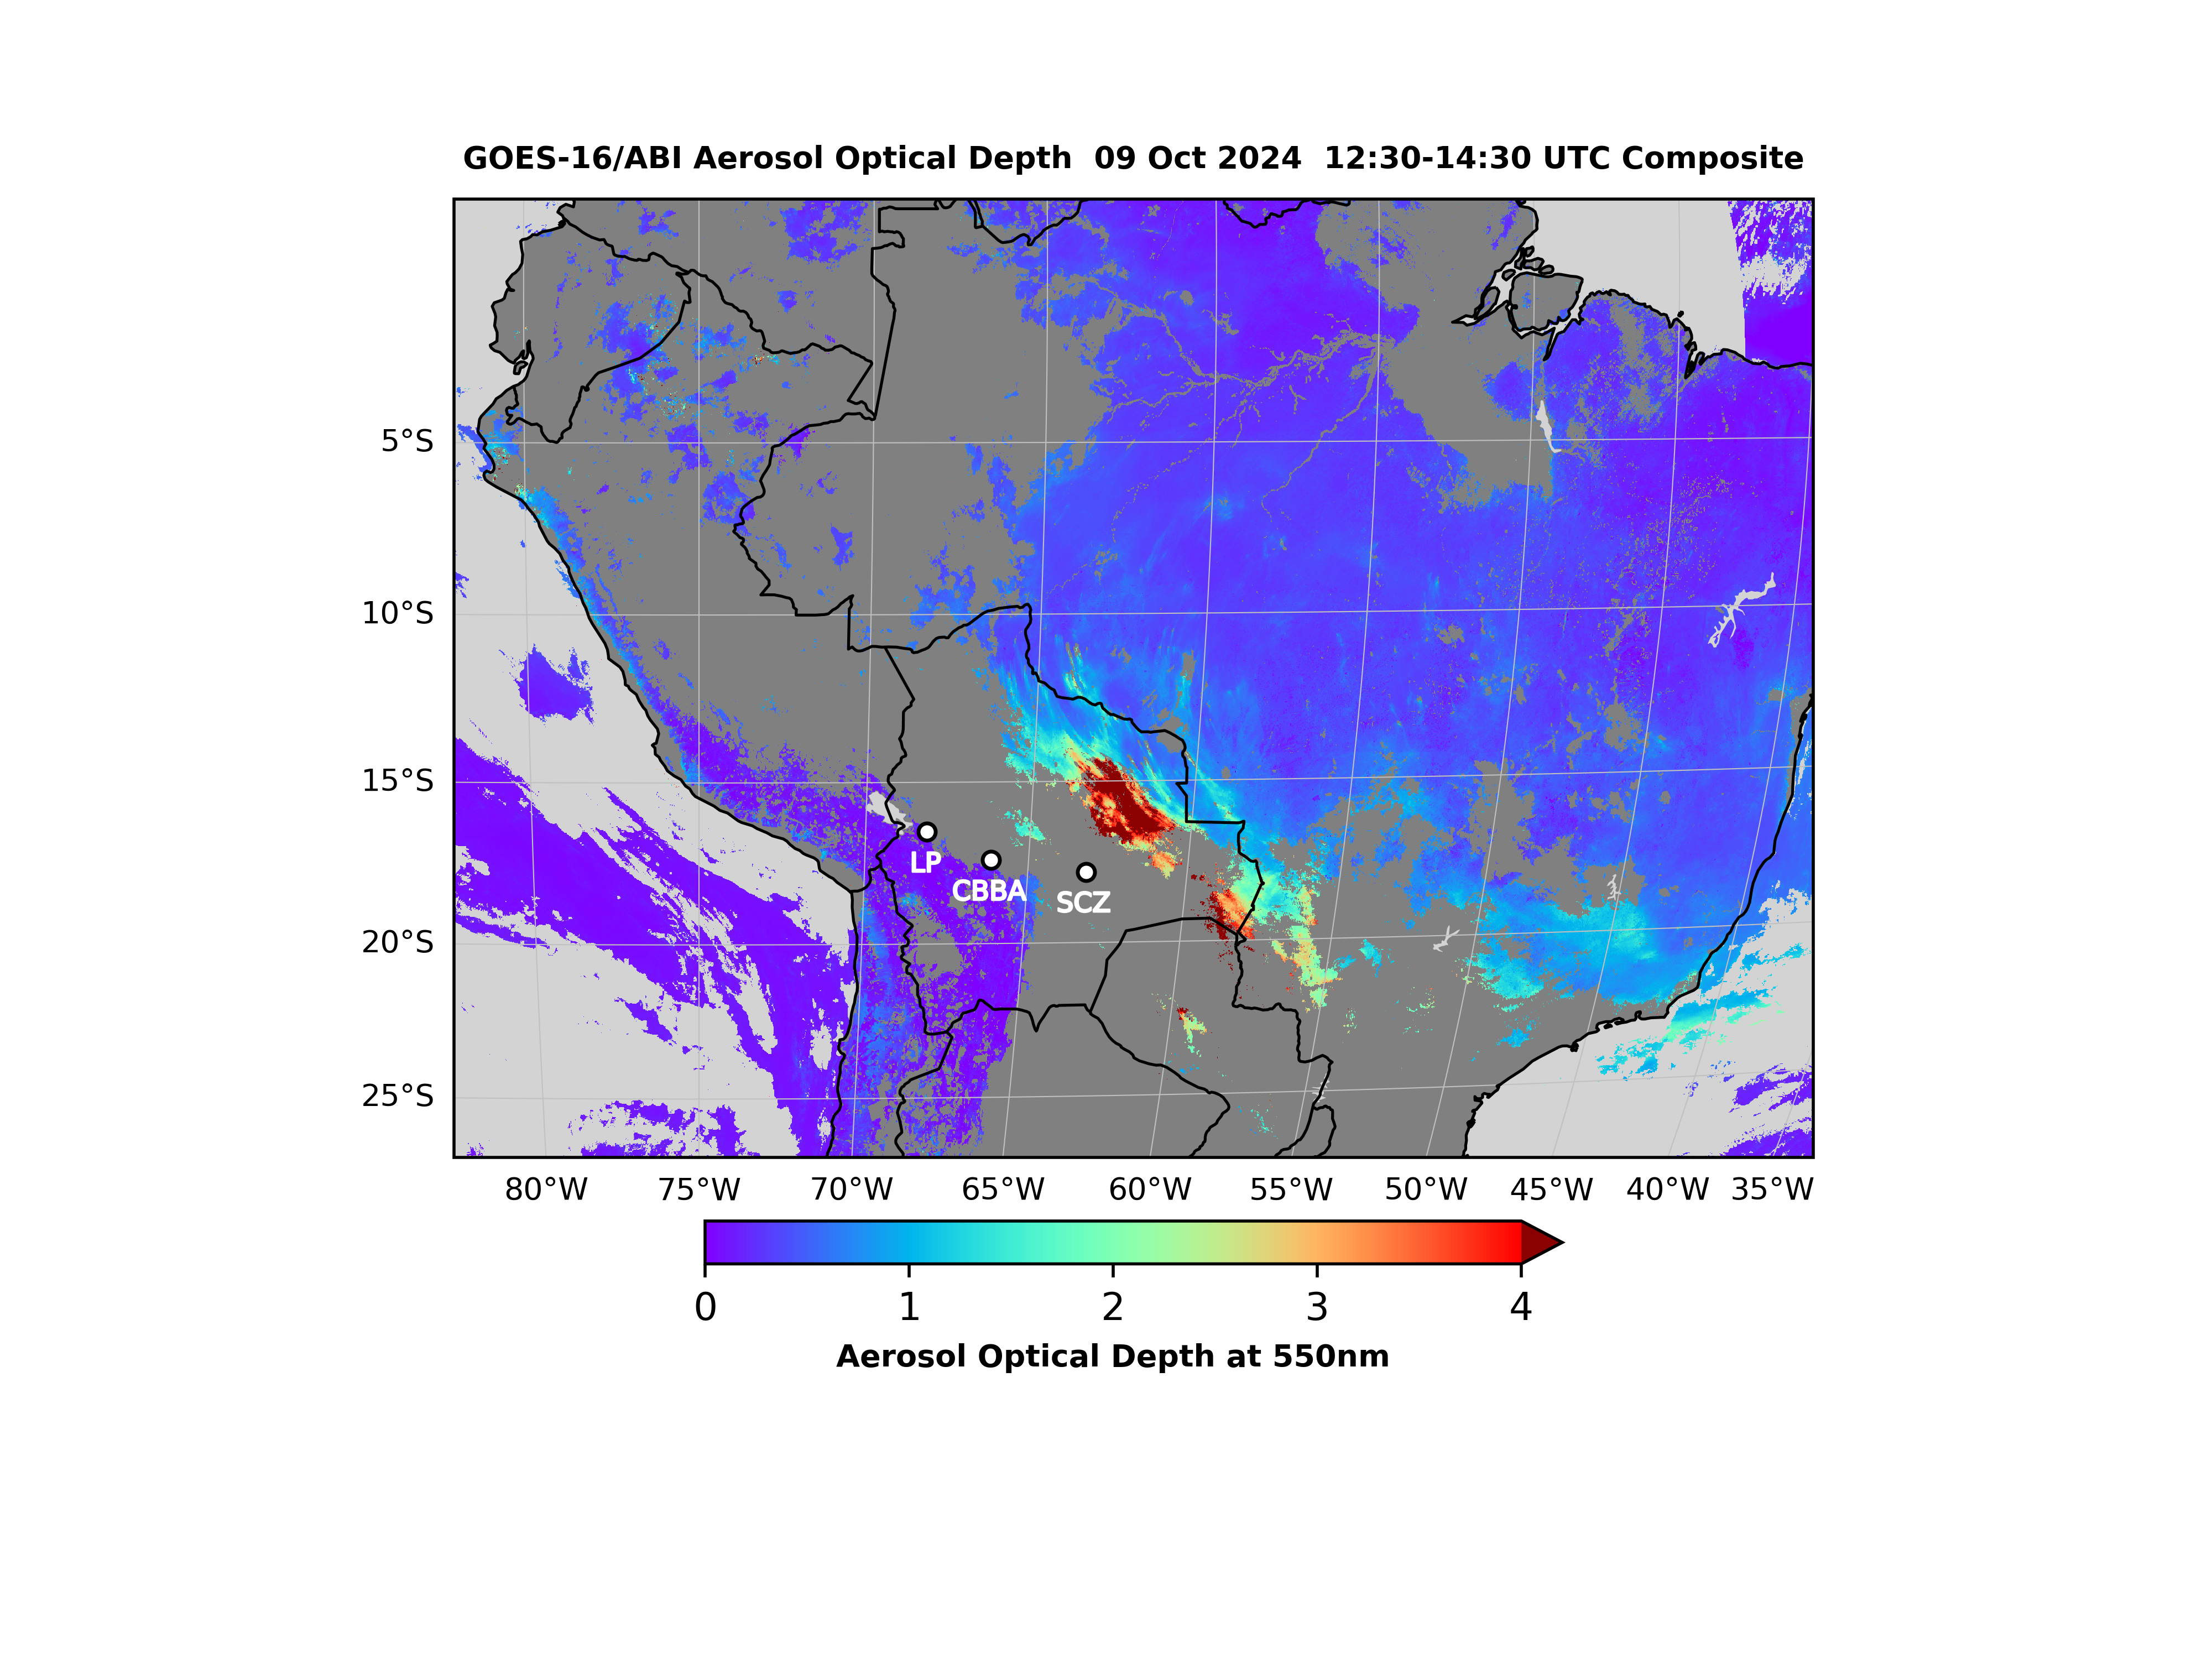 GOES-16/ABI Aerosol Optical Depth  09 Oct 2024  12:30-14:30 UTC Composite
5°S
10°S
15°S
LP
CBBA
SCZ
20°S
25°S
80°W 75°W 70°W 65°W 60°W 55°W 50°W 45°W 40°W 35°W
0 1 2 3 4
Aerosol Optical Depth at 550nm